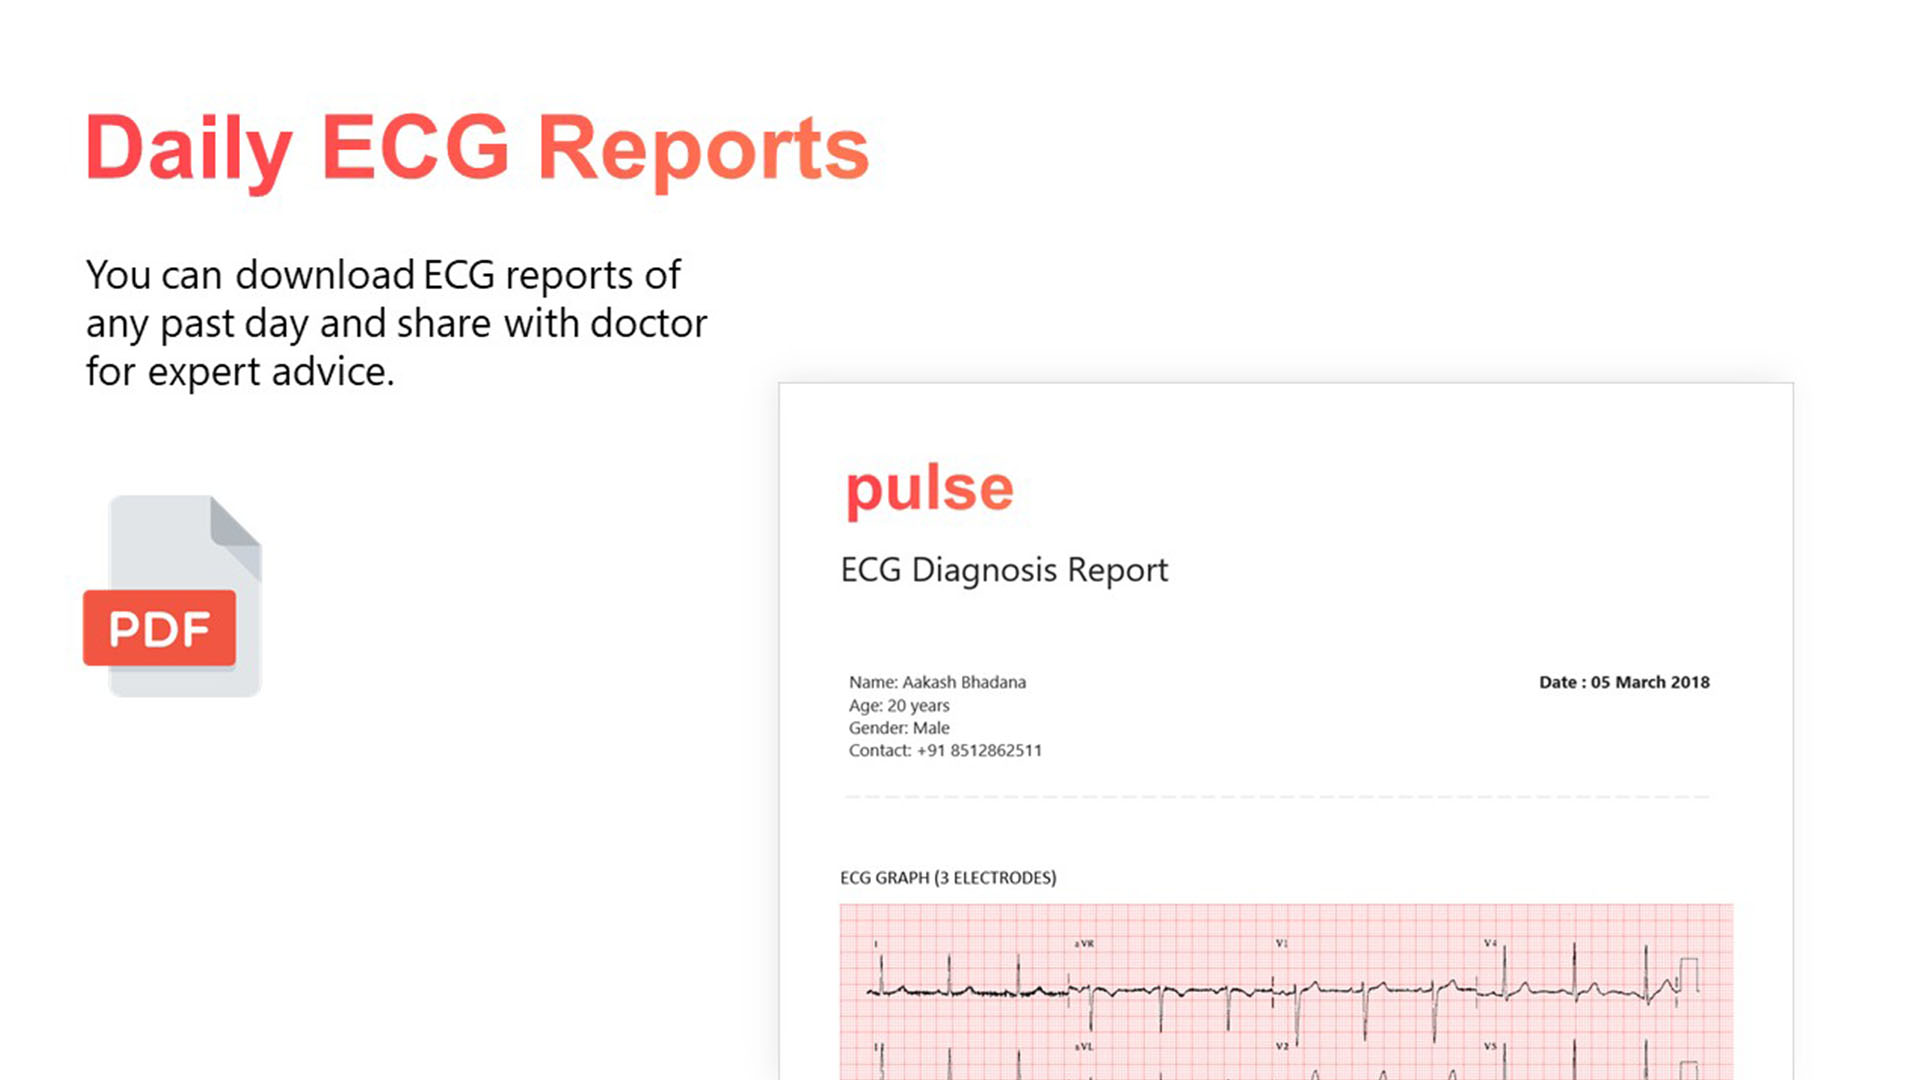 Daily ECG Reports
You can download ECG reports of
any past day and share with doctor
for expert advice.
PDF
pulse
ECG Diagnosis Report
Name: Aakash Bhadana
Date : 05 March 2018
Age: 20 years
Gender: Male
Contact: +91 8512862511
ECG GRAPH (3 ELECTRODES)
I aVR V1 V4
aVL V2 V5